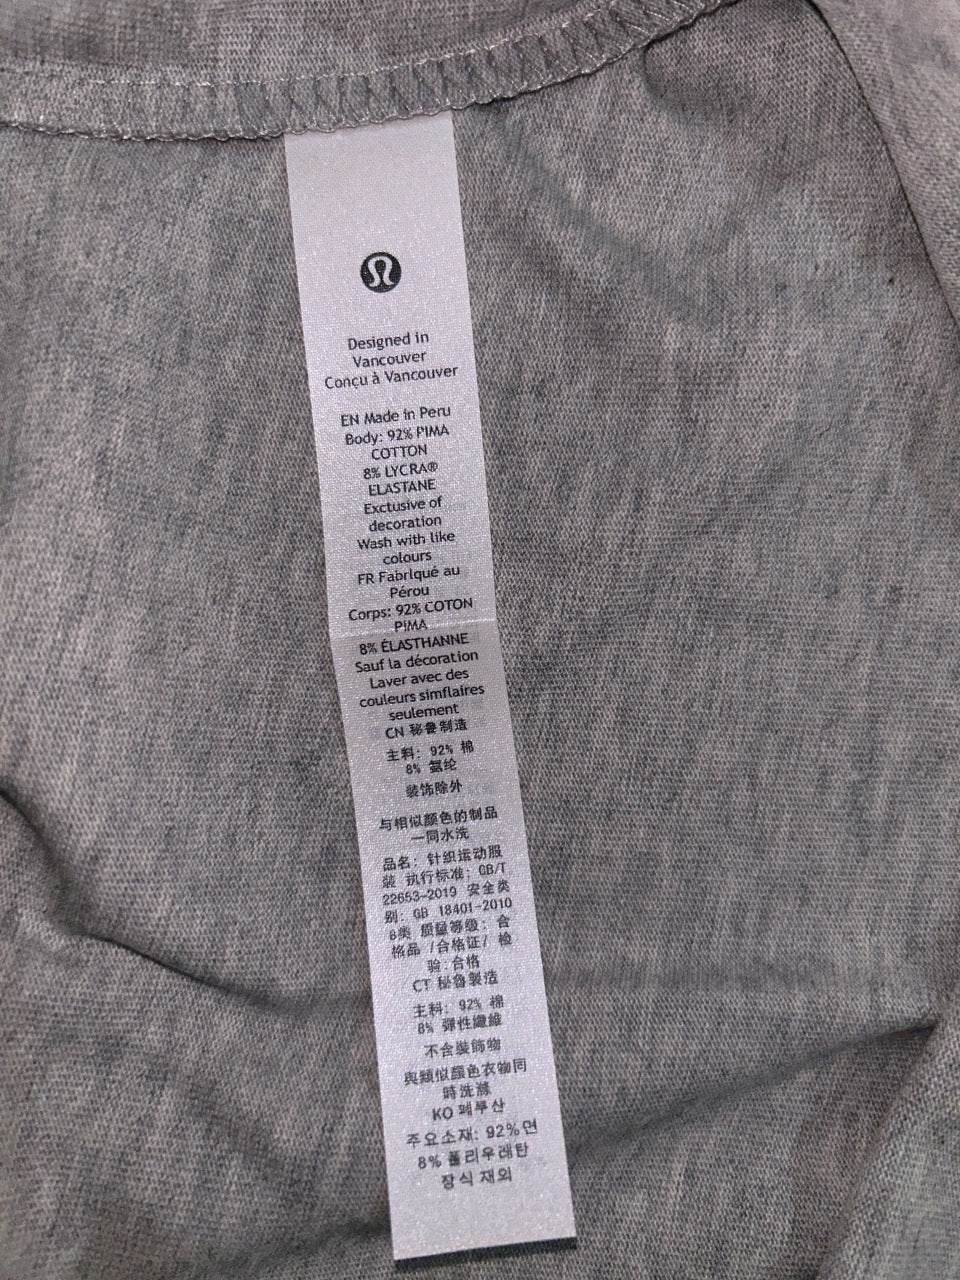 Designed in
Vancouver
Conçu à Vancouver
EN Made in Peru
Body: 92% PIMA
COTTON
8% LYCRA®
ELASTANE
Exclusive of
decoration
Wash with like
colours
FR Fabriqué au
Pérou
Corps: 92% COTON
PIMA
8% ÉLASTHANNE
Sauf la décoration
Laver avec des
couleurs simflaires
seulement
CN 秘鲁制造
主料: 92% 棉
8% 氨纶
装饰除外
与相似颜色的制品
一同水洗
品名: 针织运动服
装 执行标准: GB/T
22853-2019 安全类
别: GB 18401-2010
B类 质量等级: 合
格品 /合格证/ 检
验:合格
CT 秘魯製造
主料: 92% 棉
8% 彈性纖維
不含裝飾物
與類似顏色衣物同
時洗滌
KO 페루산
주요소재: 92%면
8% 폴리우레탄
장식 재외